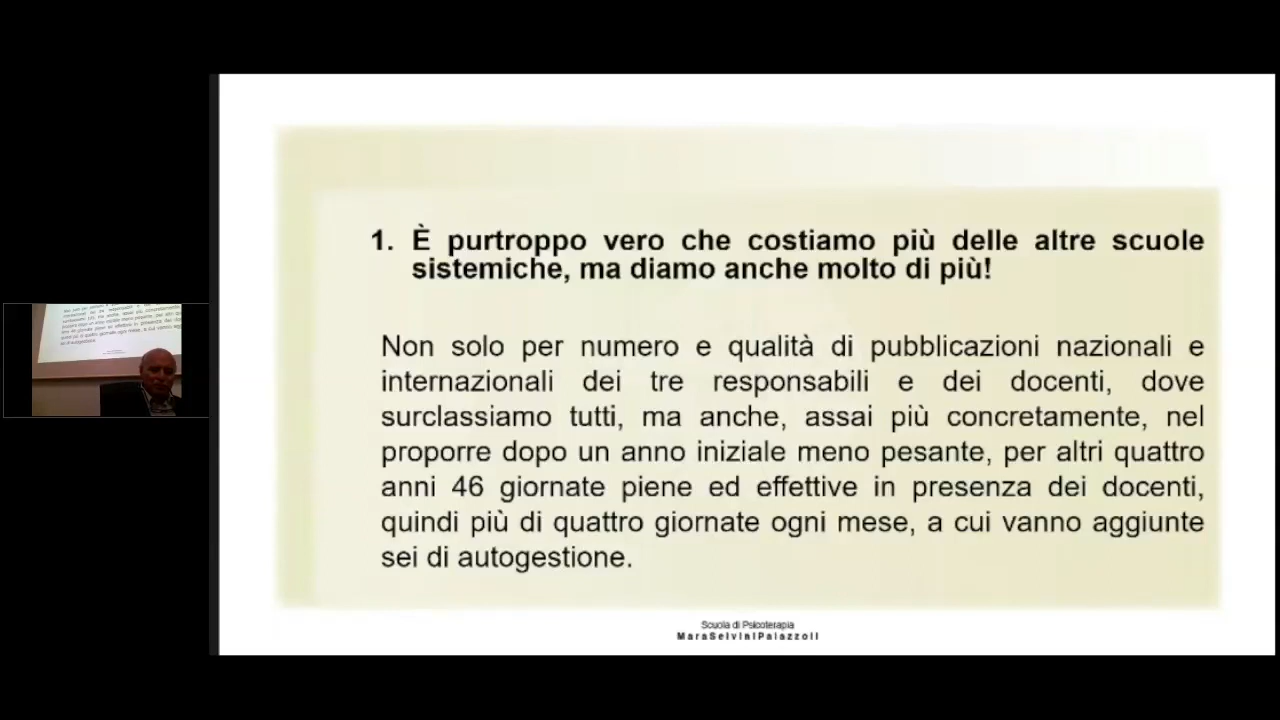 1. È purtroppo vero che costiamo più delle altre scuole
sistemiche, ma diamo anche molto di più!
Non solo per numero e qualità di pubblicazioni nazionali e
internazionali dei tre responsabili e dei docenti, dove
surclassiamo tutti, ma anche, assai più concretamente, nel
proporre dopo un anno iniziale meno pesante, per altri quattro
anni 46 giornate piene ed effettive in presenza dei docenti,
quindi più di quattro giornate ogni mese, a cui vanno aggiunte
sei di autogestione.
Scuola di Psicoterapia
MaraSelviniPalazzoli